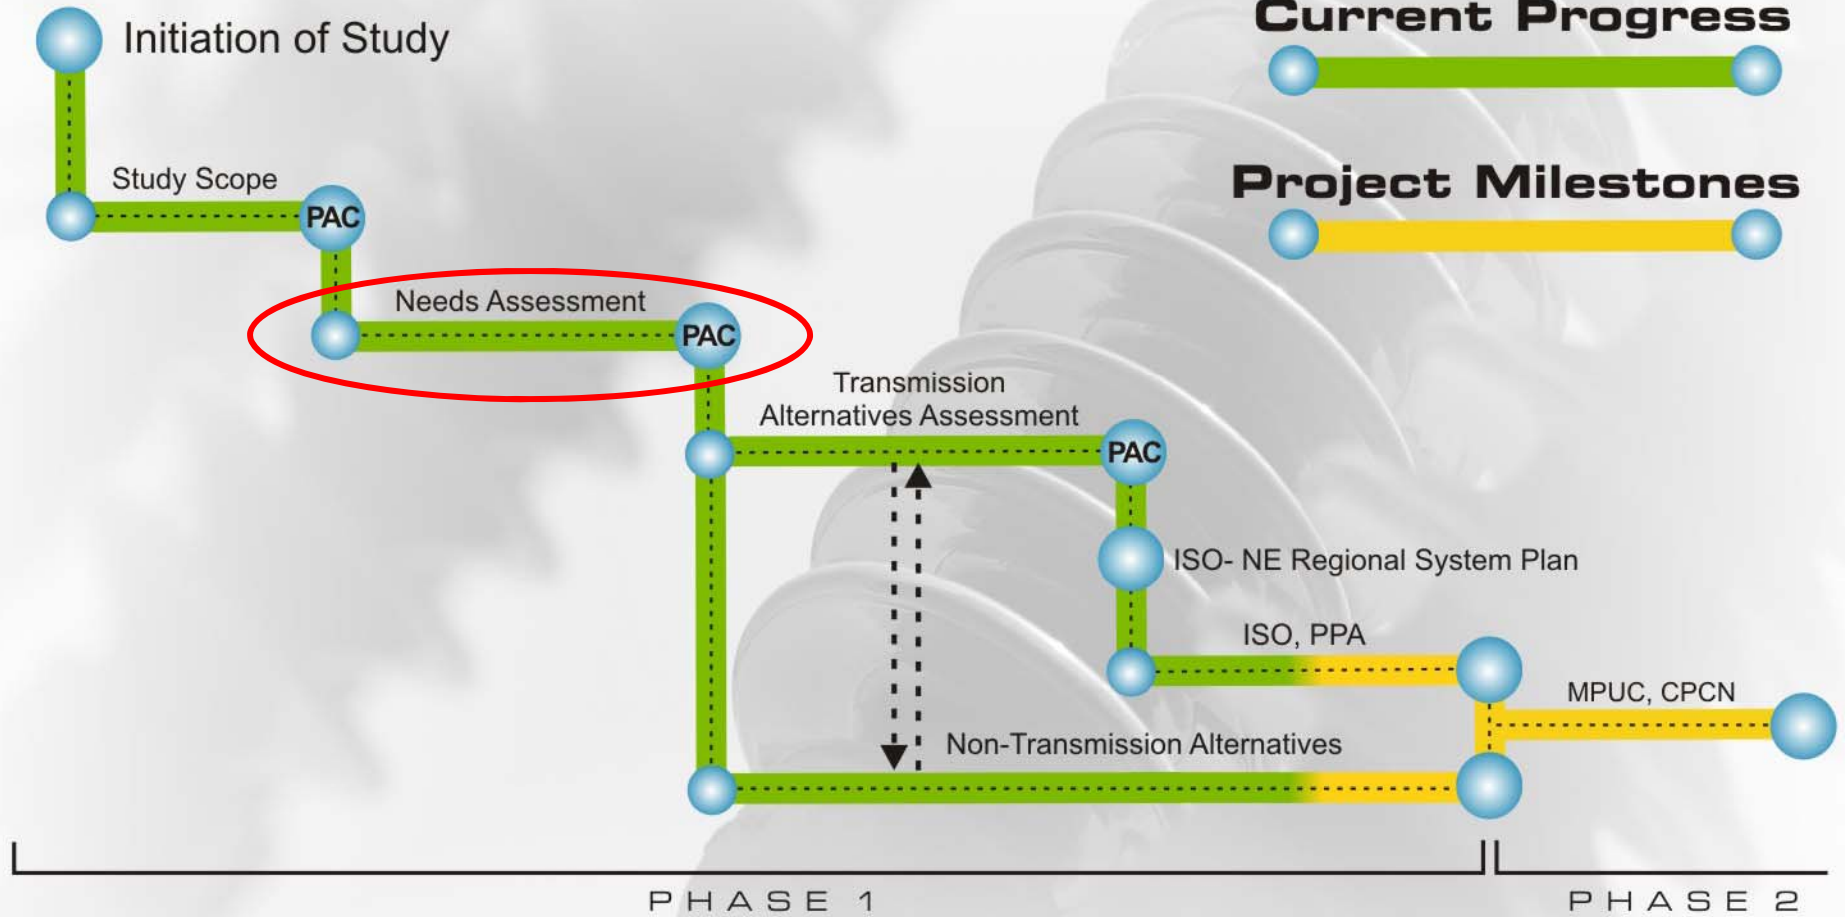 Initiation of Study
Current Progress
Study Scope
PAC
Project Milestones
Needs Assessment
PAC
Transmission
Alternatives Assessment
PAC
ISO- NE Regional System Plan
ISO, PPA
MPUC, CPCN
Non-Transmission Alternatives
PHASE 1
PHASE 2